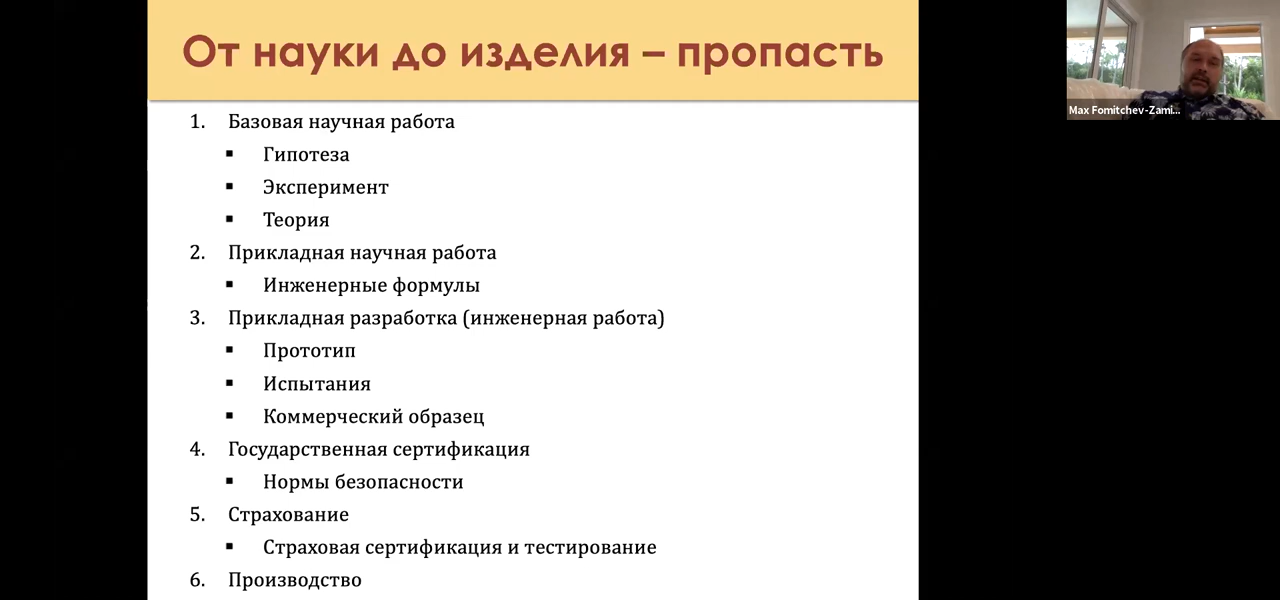 От науки до изделия – пропасть
1. Базовая научная работа
▪ Гипотеза
▪ Эксперимент
▪ Теория
2. Прикладная научная работа
▪ Инженерные формулы
3. Прикладная разработка (инженерная работа)
▪ Прототип
▪ Испытания
▪ Коммерческий образец
4. Государственная сертификация
▪ Нормы безопасности
5. Страхование
▪ Страховая сертификация и тестирование
6. Производство
Max Fomitchev-Zami...